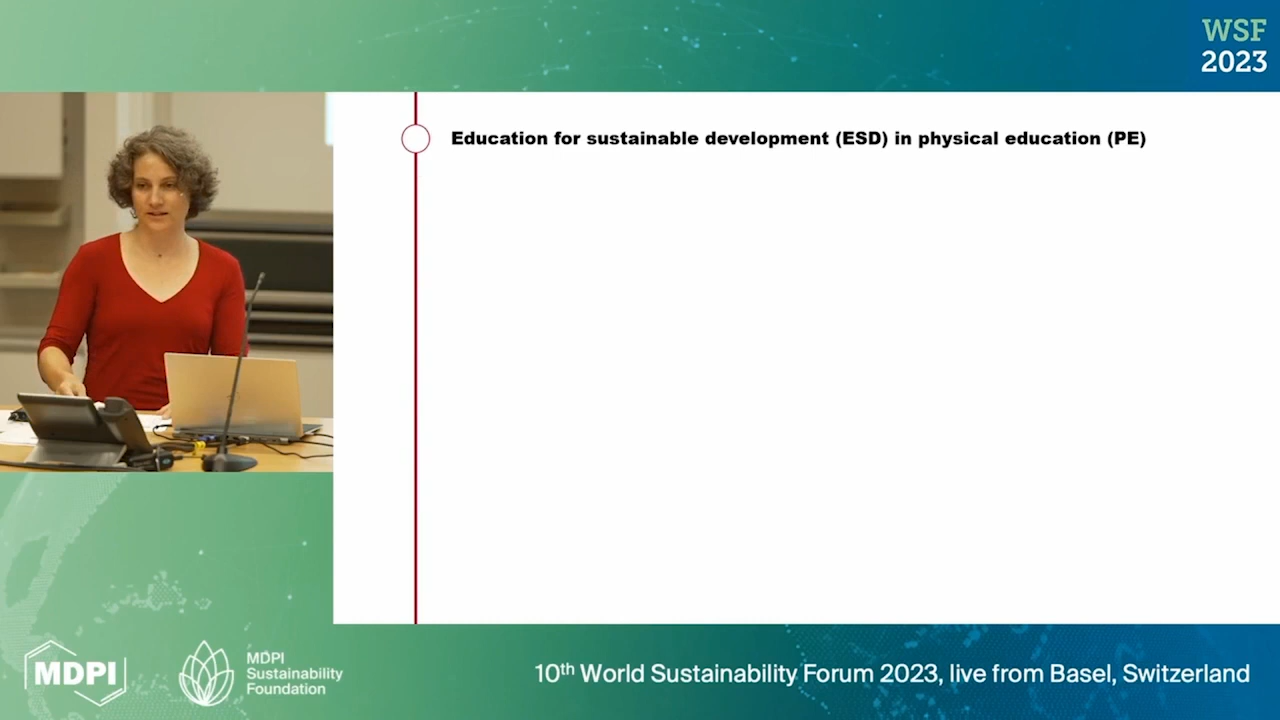 WSF
2023
Education for sustainable development (ESD) in physical education (PE)
MDPI
MDPI
Sustainability
Foundation
10th World Sustainability Forum 2023, live from Basel, Switzerland